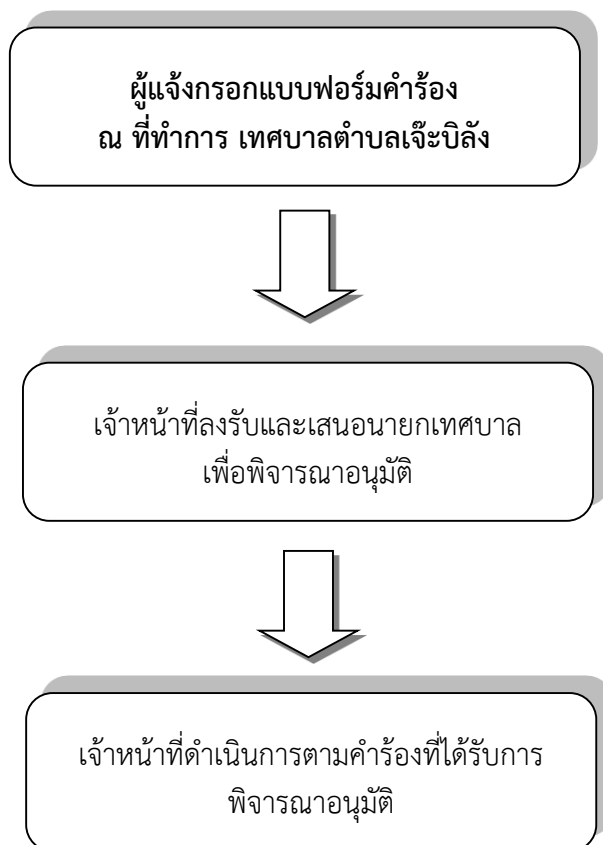 ผู้แจ้งกรอกแบบฟอร์มคำร้อง
ณ ที่ทำการ เทศบาลตำบลเจ๊ะบิลัง
เจ้าหน้าที่ลงรับและเสนอนายกเทศบาล
เพื่อพิจารณาอนุมัติ
เจ้าหน้าที่ดำเนินการตามคำร้องที่ได้รับการ
พิจารณาอนุมัติ